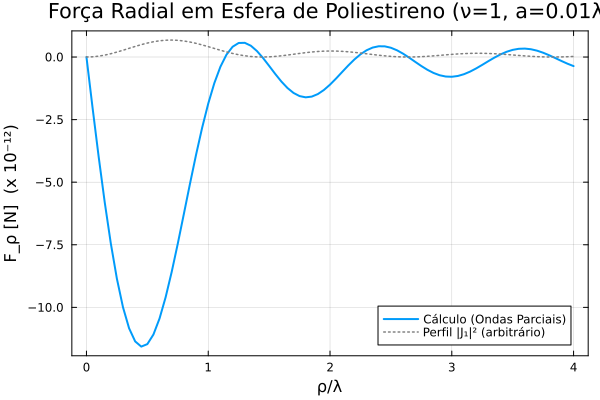 Força Radial em Esfera de Poliestireno (ν=1, a=0.01λ
F_ρ [N] (x 10⁻¹²)
0.0
−2.5
−5.0
−7.5
−10.0
Cálculo (Ondas Parciais)
Perfil |J₁|² (arbitrário)
0 1 2 3 4
ρ/λ